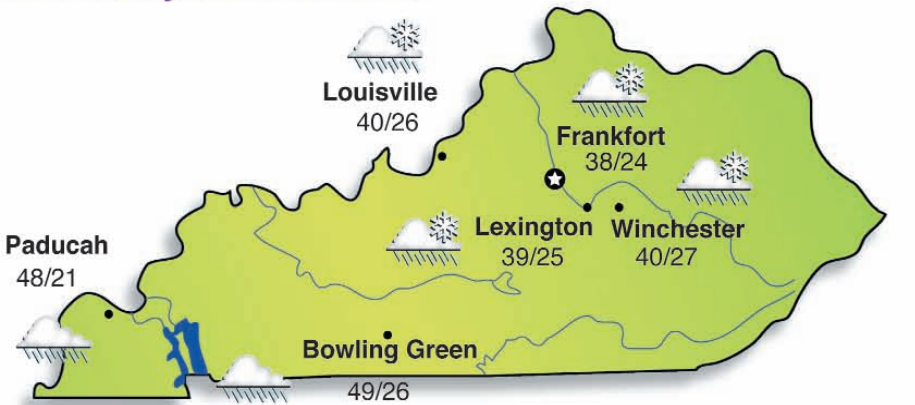 Louisville
40/26
Frankfort
38/24
Lexington
39/25
Winchester
40/27
Paducah
48/21
Bowling Green
49/26